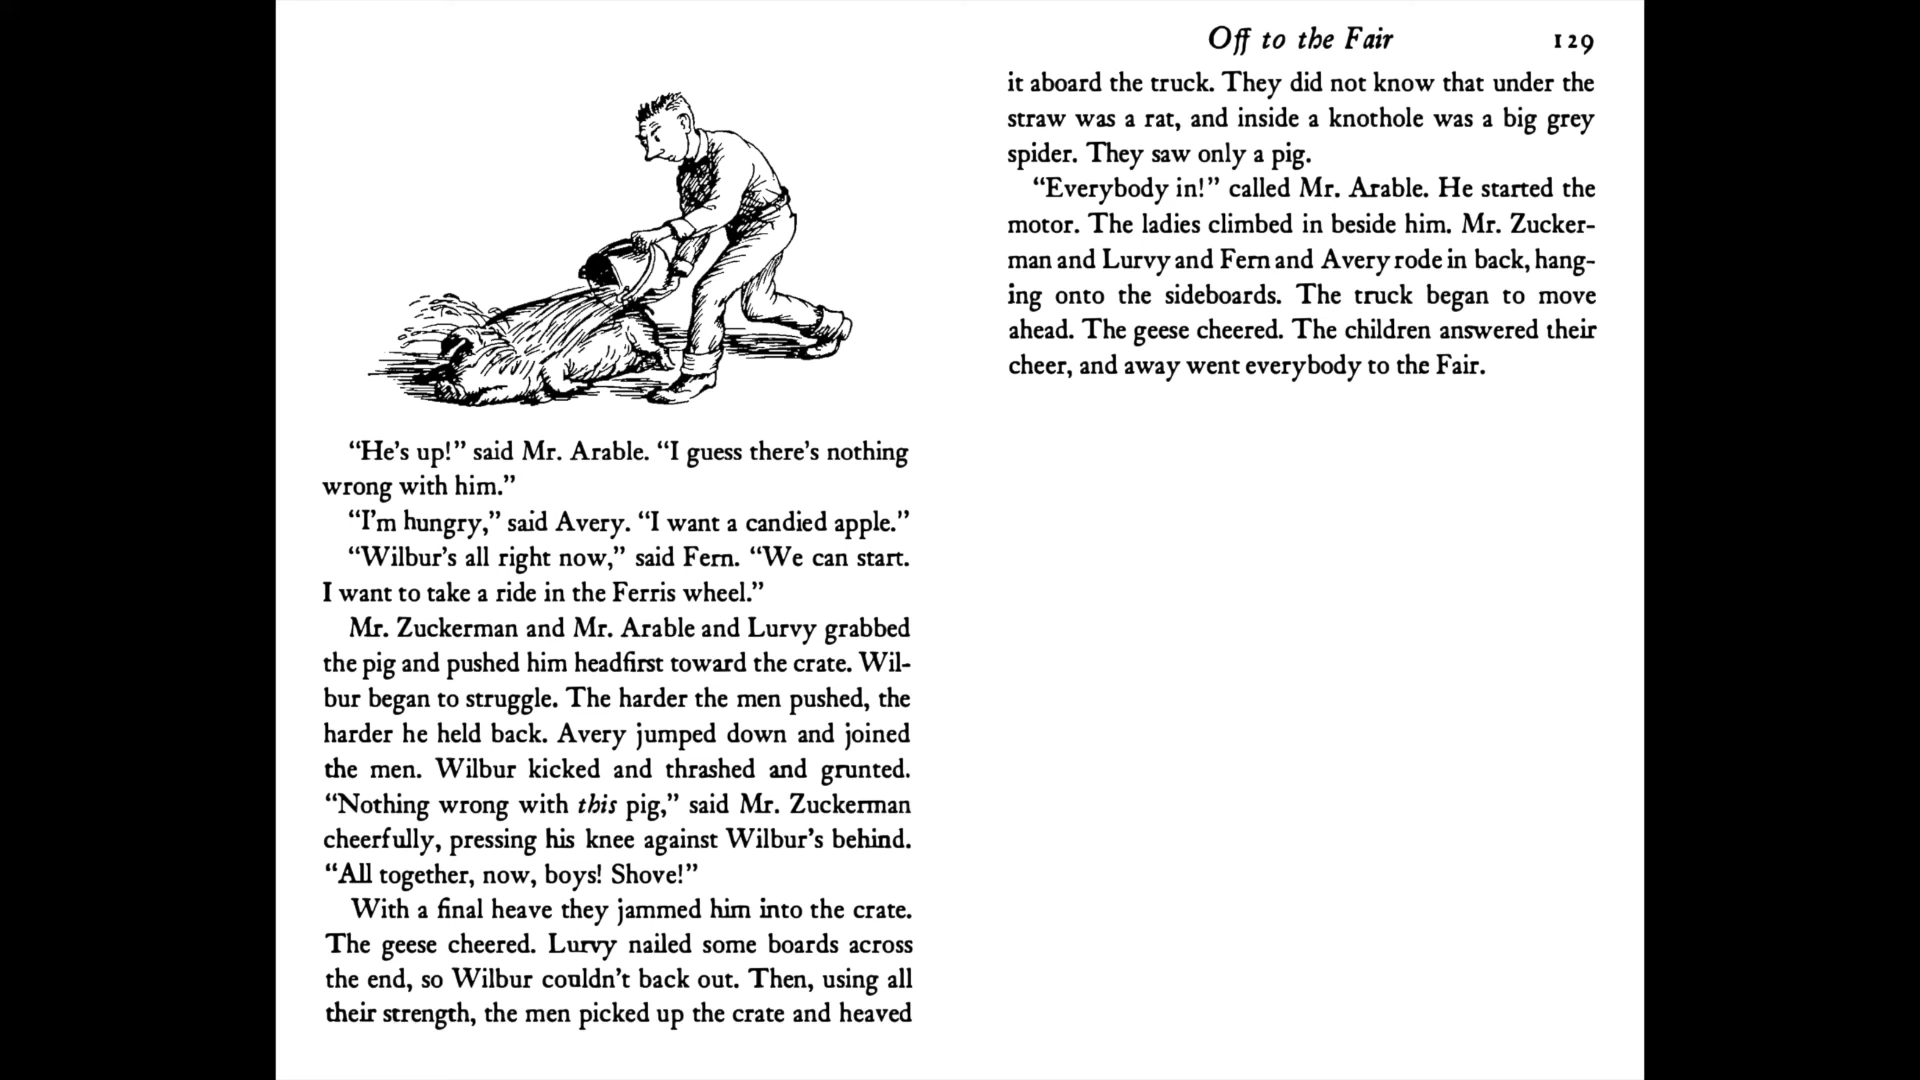 “He’s up!” said Mr. Arable. “I guess there’s nothing
wrong with him.”
“I’m hungry,” said Avery. “I want a candied apple.”
“Wilbur’s all right now,” said Fern. “We can start.
I want to take a ride in the Ferris wheel.”
Mr. Zuckerman and Mr. Arable and Lurvy grabbed
the pig and pushed him headfirst toward the crate. Wil-
bur began to struggle. The harder the men pushed, the
harder he held back. Avery jumped down and joined
the men. Wilbur kicked and thrashed and grunted.
“Nothing wrong with this pig,” said Mr. Zuckerman
cheerfully, pressing his knee against Wilbur’s behind.
“All together, now, boys! Shove!”
With a final heave they jammed him into the crate.
The geese cheered. Lurvy nailed some boards across
the end, so Wilbur couldn’t back out. Then, using all
their strength, the men picked up the crate and heaved
Off to the Fair 129
it aboard the truck. They did not know that under the
straw was a rat, and inside a knothole was a big grey
spider. They saw only a pig.
“Everybody in!” called Mr. Arable. He started the
motor. The ladies climbed in beside him. Mr. Zucker-
man and Lurvy and Fern and Avery rode in back, hang-
ing onto the sideboards. The truck began to move
ahead. The geese cheered. The children answered their
cheer, and away went everybody to the Fair.